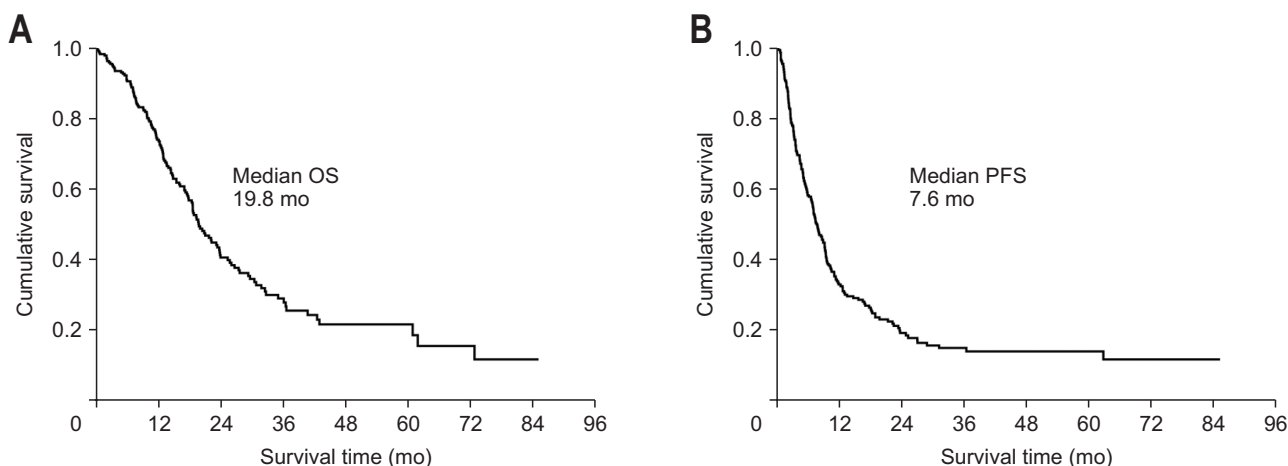 A
Cumulative survival
1.0
0.8
0.6
0.4
0.2
0
12
24
36
48
60
72
84
96
Survival time (mo)
Median OS
19.8 mo
B
Cumulative survival
1.0
0.8
0.6
0.4
0.2
0
12
24
36
48
60
72
84
96
Survival time (mo)
Median PFS
7.6 mo